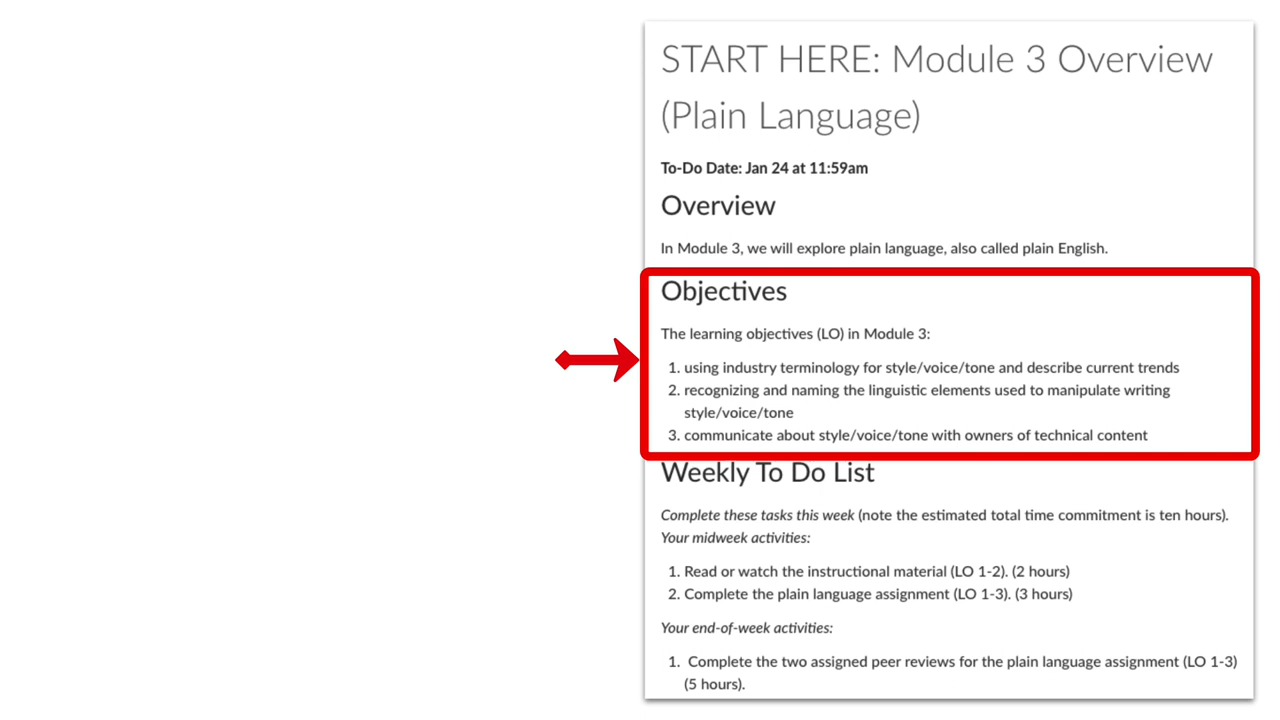 START HERE: Module 3 Overview
(Plain Language)
To-Do Date: Jan 24 at 11:59am
Overview
In Module 3, we will explore plain language, also called plain English.
Objectives
The learning objectives (LO) in Module 3:
1. using industry terminology for style/voice/tone and describe current trends
2. recognizing and naming the linguistic elements used to manipulate writing
style/voice/tone
3. communicate about style/voice/tone with owners of technical content
Weekly To Do List
Complete these tasks this week (note the estimated total time commitment is ten hours).
Your midweek activities:
1. Read or watch the instructional material (LO 1-2). (2 hours)
2. Complete the plain language assignment (LO 1-3). (3 hours)
Your end-of-week activities:
1. Complete the two assigned peer reviews for the plain language assignment (LO 1-3)
(5 hours).